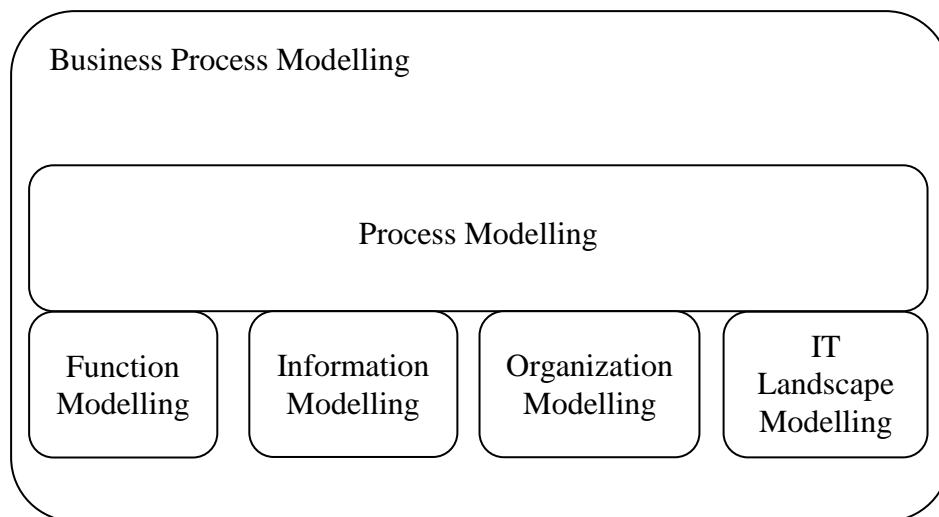 Business Process Modelling
Process Modelling
Function
Modelling
Information
Modelling
Organization
Modelling
IT
Landscape
Modelling